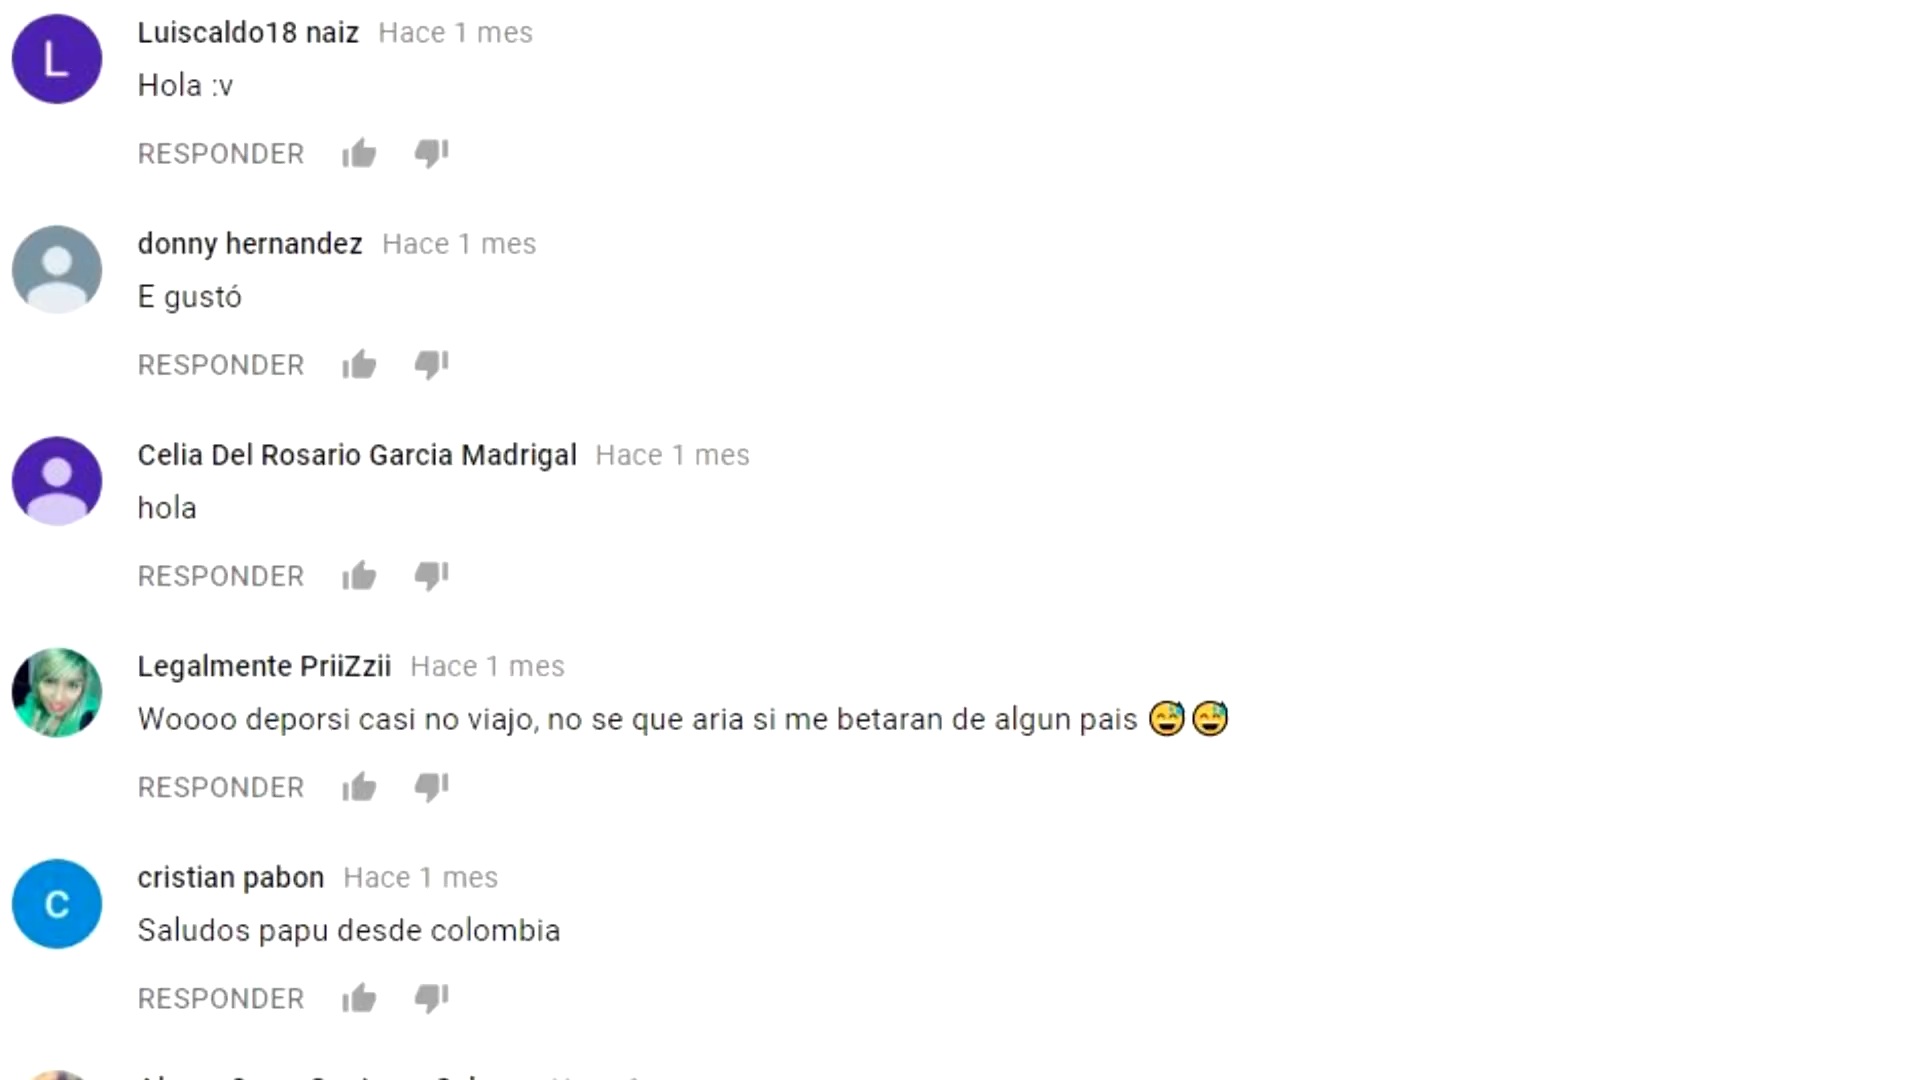 L
Luiscaldo18 naiz Hace 1 mes
Hola :v
RESPONDER
donny hernandez Hace 1 mes
E gustó
RESPONDER
Celia Del Rosario Garcia Madrigal Hace 1 mes
hola
RESPONDER
Legalmente PriiZzii Hace 1 mes
Woooo deporsi casi no viajo, no se que aria si me betaran de algun pais 😅😅
RESPONDER
c
cristian pabon Hace 1 mes
Saludos papu desde colombia
RESPONDER